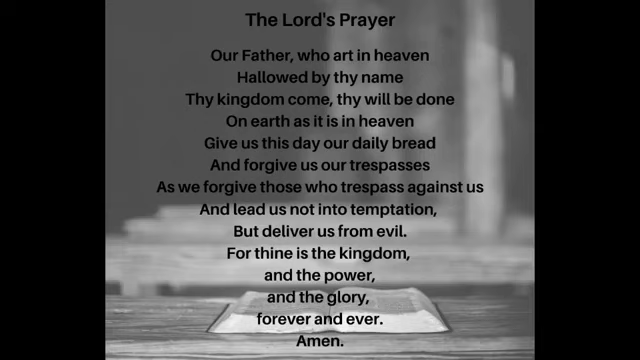 The Lord's Prayer
Our Father, who art in heaven
Hallowed by thy name
Thy kingdom come, thy will be done
On earth as it is in heaven
Give us this day our daily bread
And forgive us our trespasses
As we forgive those who trespass against us
And lead us not into temptation,
But deliver us from evil.
For thine is the kingdom,
and the power,
and the glory,
forever and ever.
Amen.